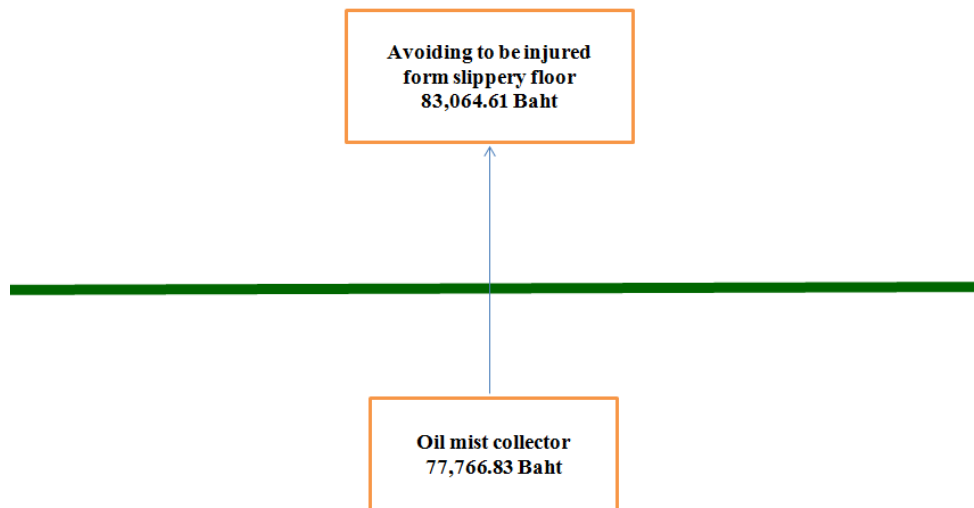 Avoiding to be injured
form slippery floor
83,064.61 Baht
Oil mist collector
77,766.83 Baht